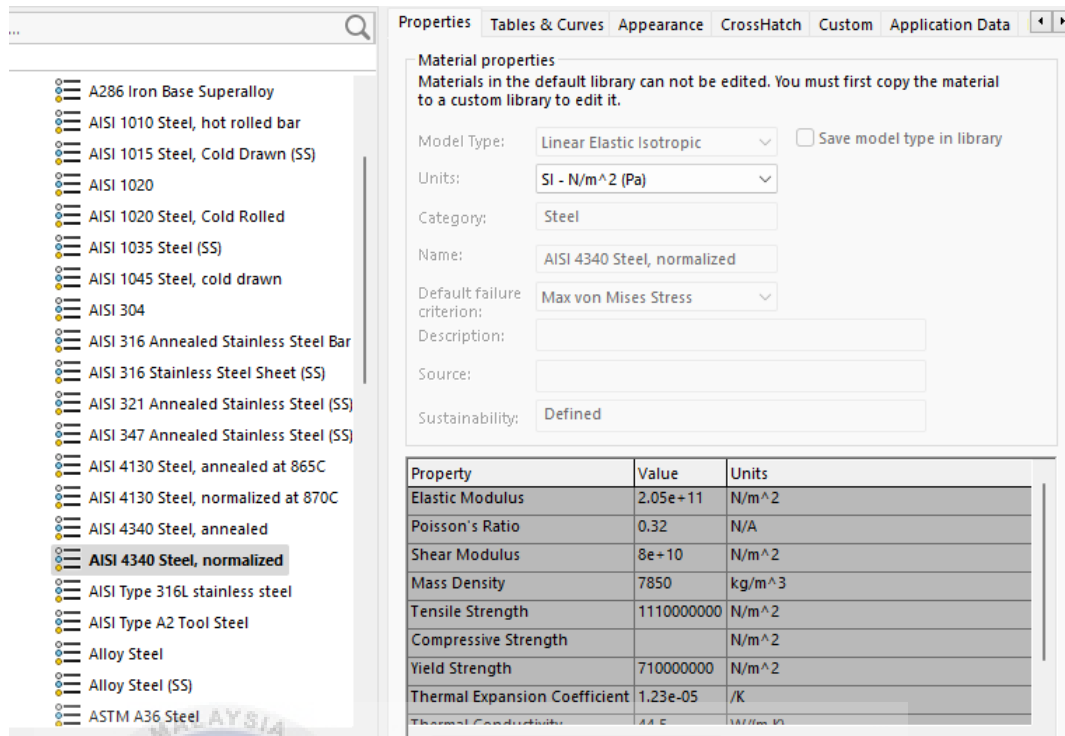 ...
A286 Iron Base Superalloy
AISI 1010 Steel, hot rolled bar
AISI 1015 Steel, Cold Drawn (SS)
AISI 1020
AISI 1020 Steel, Cold Rolled
AISI 1035 Steel (SS)
AISI 1045 Steel, cold drawn
AISI 304
AISI 316 Annealed Stainless Steel Bar
AISI 316 Stainless Steel Sheet (SS)
AISI 321 Annealed Stainless Steel (SS)
AISI 347 Annealed Stainless Steel (SS)
AISI 4130 Steel, annealed at 865C
AISI 4130 Steel, normalized at 870C
AISI 4340 Steel, annealed
AISI 4340 Steel, normalized
AISI Type 316L stainless steel
AISI Type A2 Tool Steel
Alloy Steel
Alloy Steel (SS)
ASTM A36 Steel
MALAYSIA
Properties Tables & Curves Appearance CrossHatch Custom Application Data
Material properties
Materials in the default library can not be edited. You must first copy the material
to a custom library to edit it.
Model Type: Linear Elastic Isotropic Save model type in library
Units: SI - N/m^2 (Pa)
Category: Steel
Name: AISI 4340 Steel, normalized
Default failure
criterion: Max von Mises Stress
Description:
Source:
Sustainability: Defined
Property Value Units
Elastic Modulus 2.05e+11 N/m^2
Poisson's Ratio 0.32 N/A
Shear Modulus 8e+10 N/m^2
Mass Density 7850 kg/m^3
Tensile Strength 1110000000 N/m^2
Compressive Strength N/m^2
Yield Strength 710000000 N/m^2
Thermal Expansion Coefficient 1.23e-05 /K
Thermal Conductivity 44.5 W/(m·K)